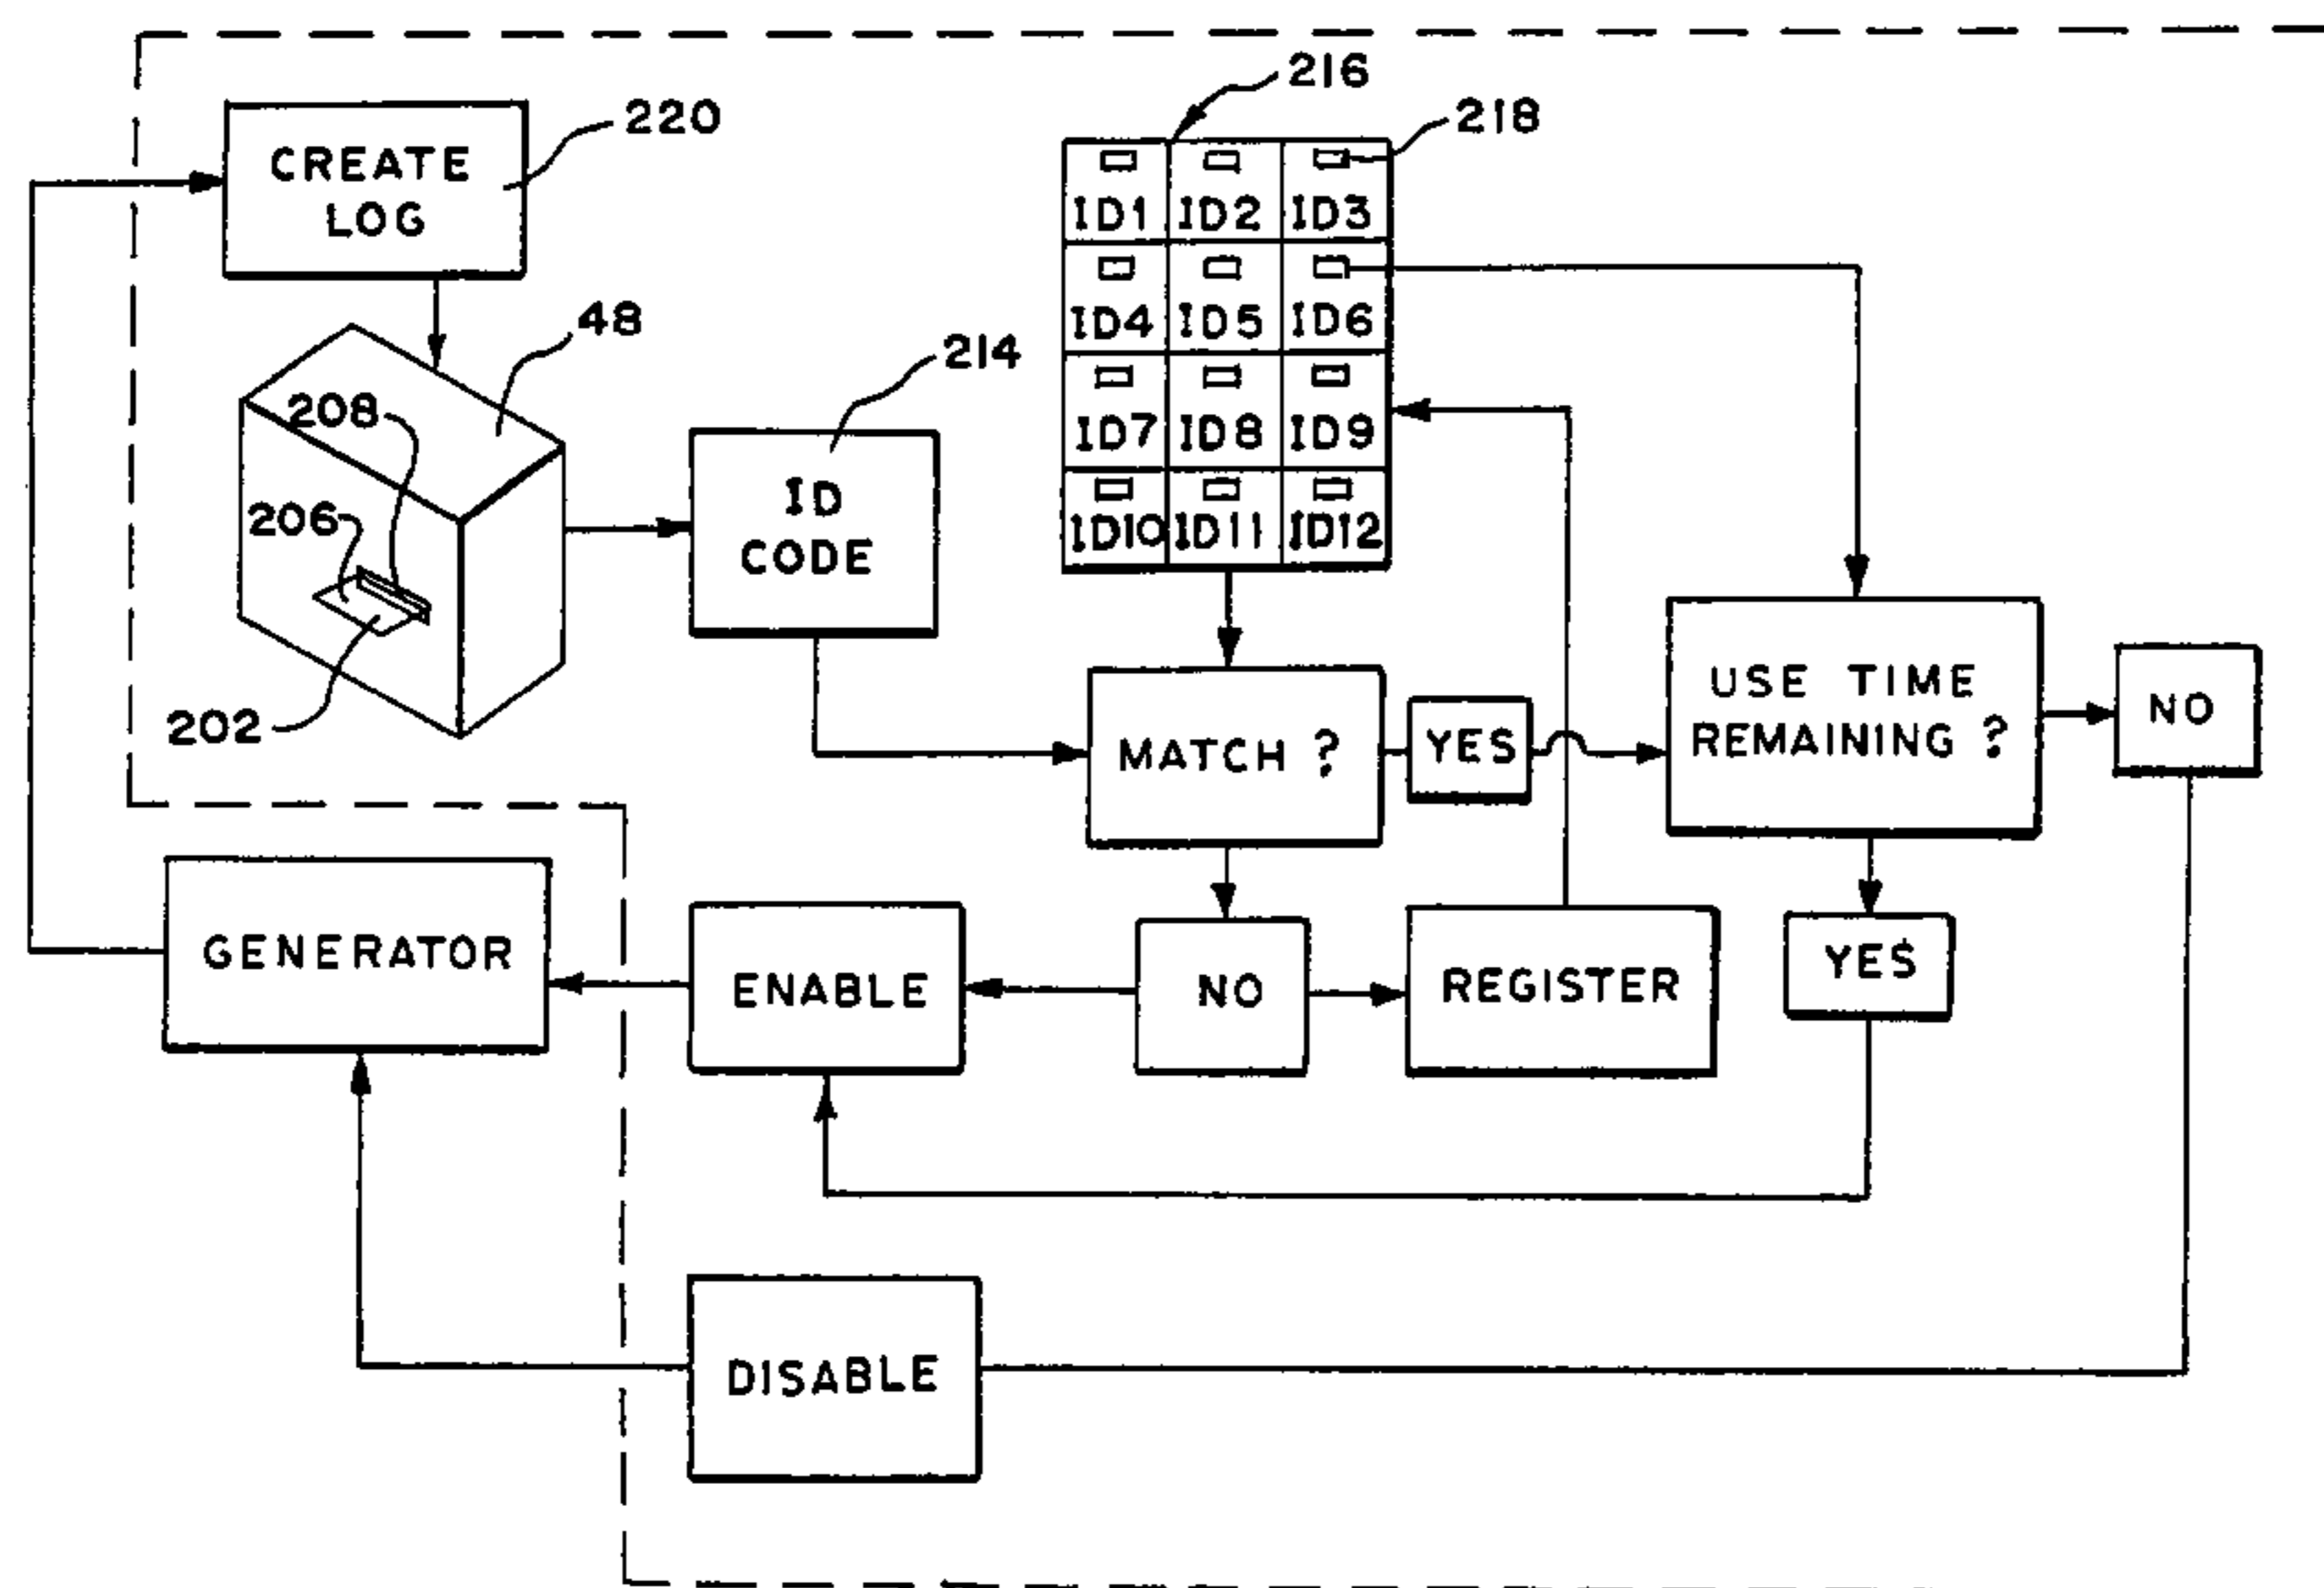 216
220
218
CREATE
LOG
ID1 ID2 ID3
48
ID4 ID5 ID6
214
208
ID7 ID8 ID9
ID
CODE
206
ID10 ID11 ID12
202
MATCH ?
YES
USE TIME
REMAINING ?
NO
GENERATOR
ENABLE
NO
REGISTER
YES
DISABLE